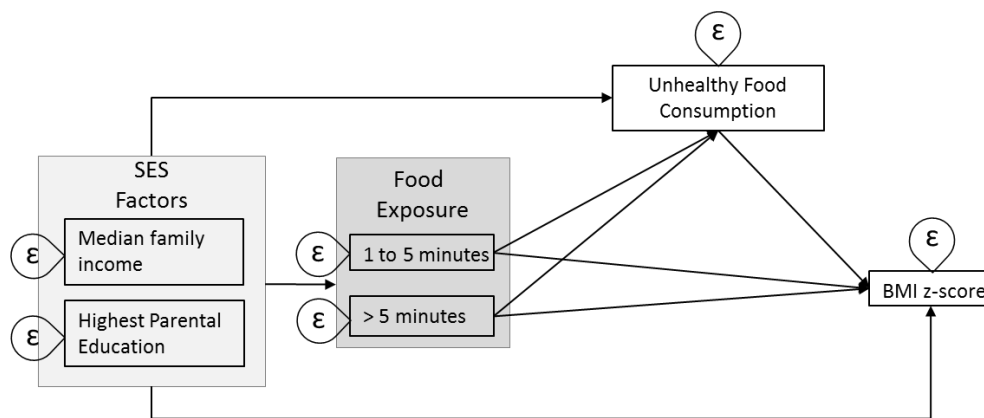 ε
Unhealthy Food
Consumption
SES
Factors
ε
Median family
income
ε
Highest Parental
Education
Food
Exposure
ε
1 to 5 minutes
ε
> 5 minutes
ε
BMI z-score